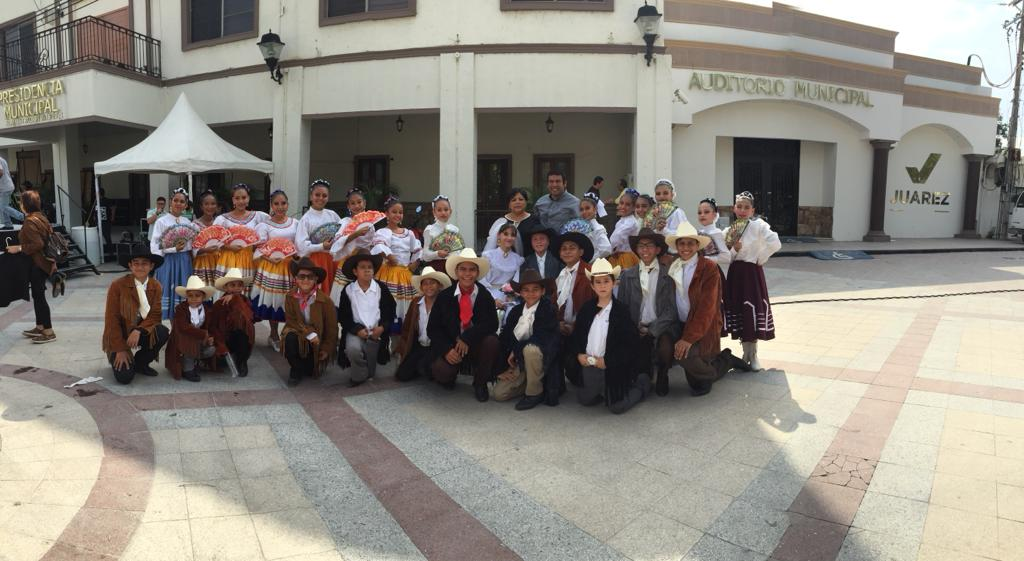 PRESIDENCIA
MUNICIPAL
AUDITORIO MUNICIPAL
JUAREZ